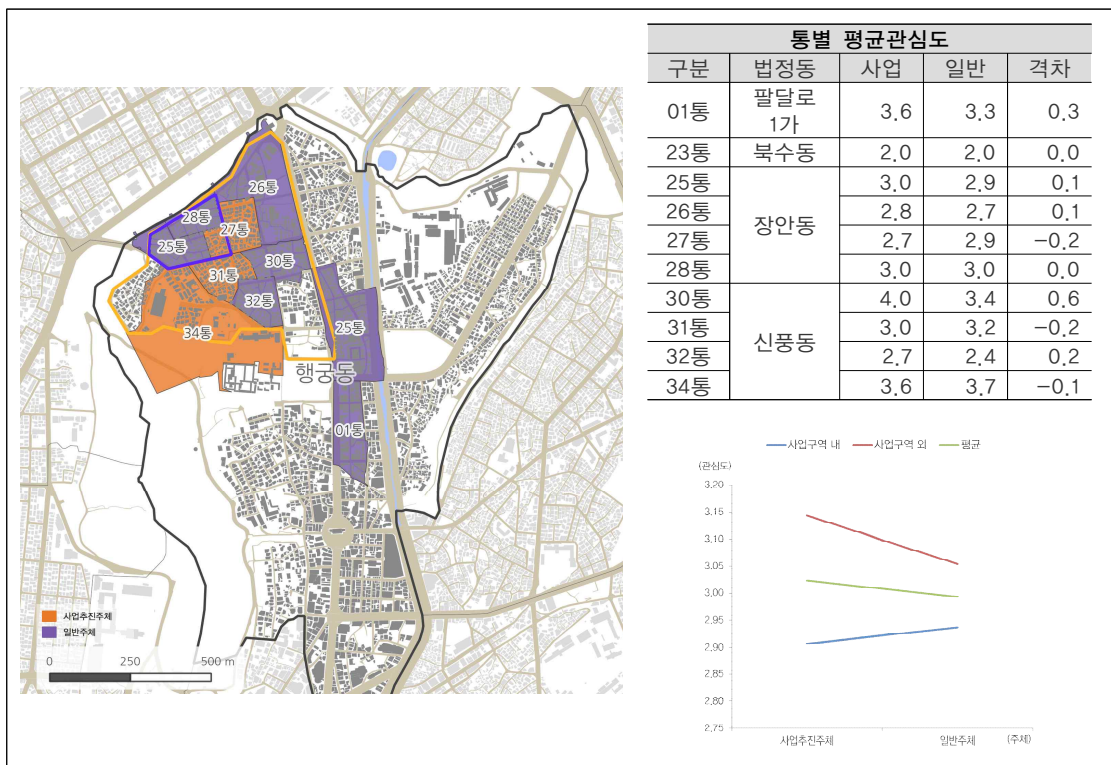 통별 평균관심도
구분 법정동 사업 일반 격차
01통 팔달로 1가 3.6 3.3 0.3
23통 북수동 2.0 2.0 0.0
25통 장안동 3.0 2.9 0.1
26통 2.8 2.7 0.1
27통 2.7 2.9 -0.2
28통 3.0 3.0 0.0
30통 신풍동 4.0 3.4 0.6
31통 3.0 3.2 -0.2
32통 2.7 2.4 0.2
34통 3.6 3.7 -0.1
26통
28통
27통
25통
30통
31통
32통
25통
34통
행궁동
01통
사업추진주체
일반주체
0 250 500 m
사업구역 내 사업구역 외 평균
(관심도)
3.20
3.15
3.10
3.05
3.00
2.95
2.90
2.85
2.80
2.75
사업추진주체 일반주체 (주체)